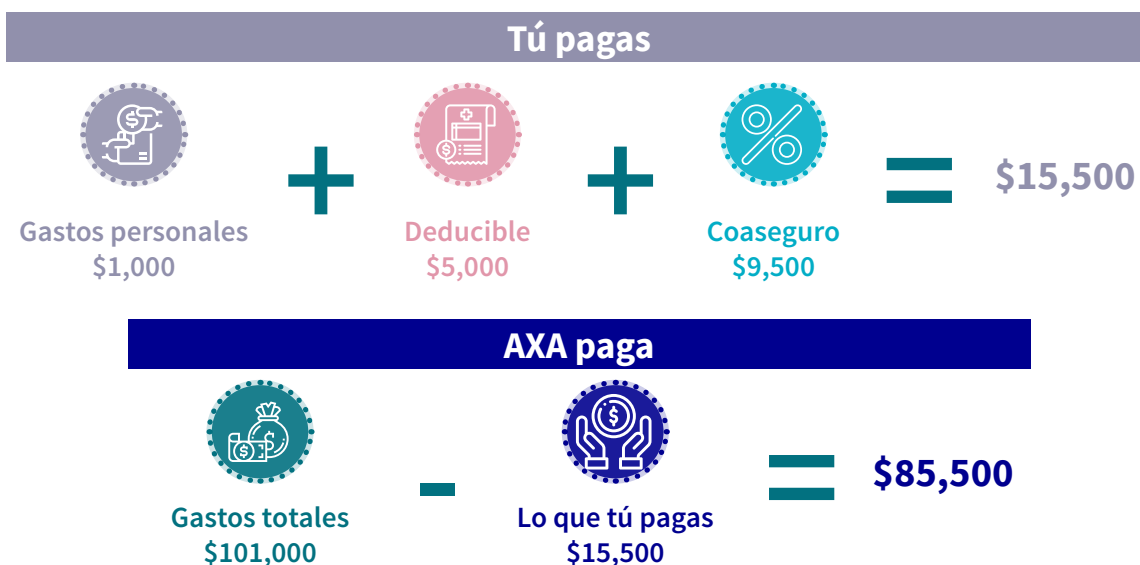 Tú pagas
$15,500
Gastos personales
$1,000
Deducible
$5,000
Coaseguro
$9,500
AXA paga
$85,500
Gastos totales
$101,000
Lo que tú pagas
$15,500